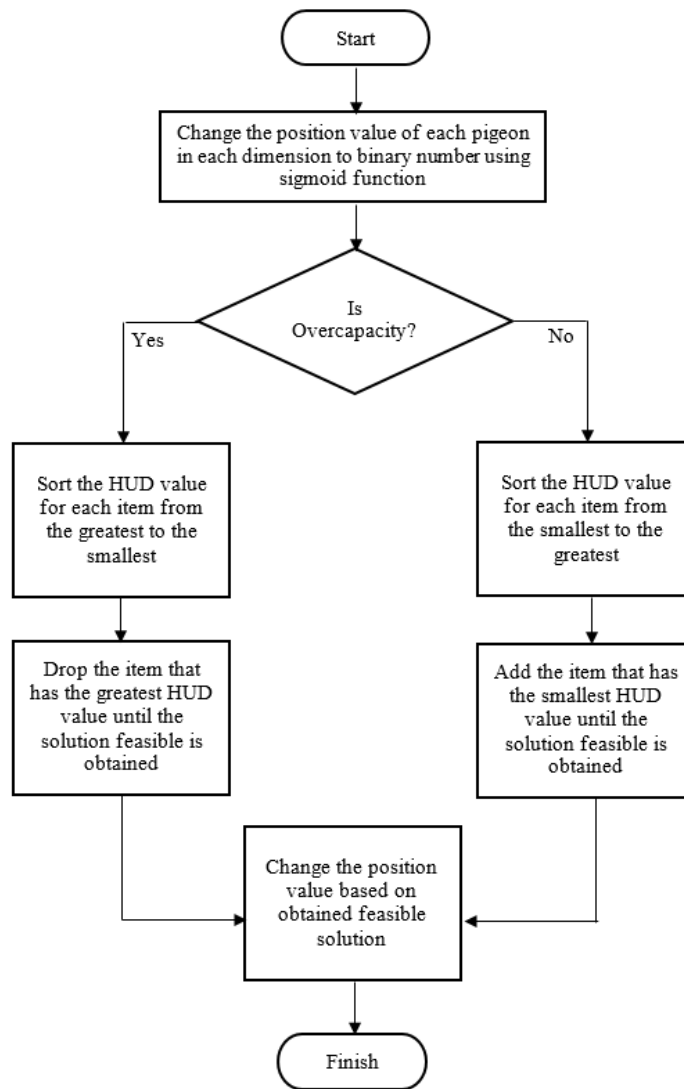 Start
Change the position value of each pigeon
in each dimension to binary number using
sigmoid function
Is
Overcapacity?
Yes
No
Sort the HUD value
for each item from
the greatest to the
smallest
Sort the HUD value
for each item from
the smallest to the
greatest
Drop the item that
has the greatest HUD
value until the
solution feasible is
obtained
Add the item that has
the smallest HUD
value until the
solution feasible is
obtained
Change the position
value based on
obtained feasible
solution
Finish